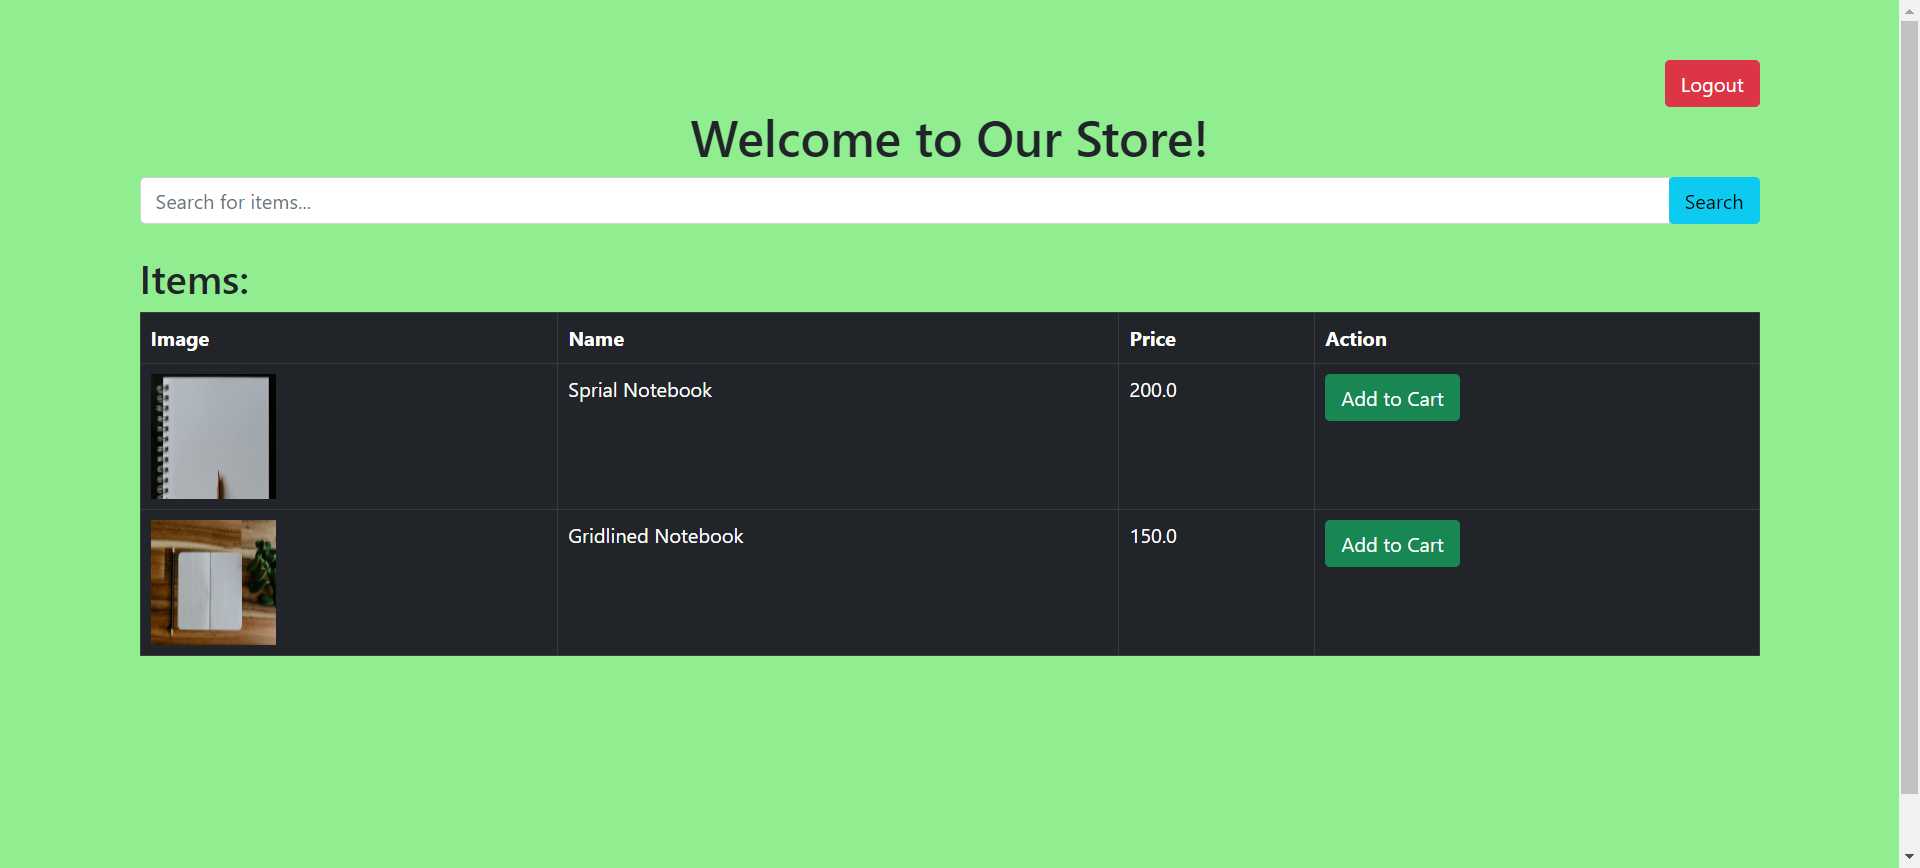 Logout
Welcome to Our Store!
Search for items...
Search
Items:
Image Name Price Action
Sprial Notebook 200.0 Add to Cart
Gridlined Notebook 150.0 Add to Cart